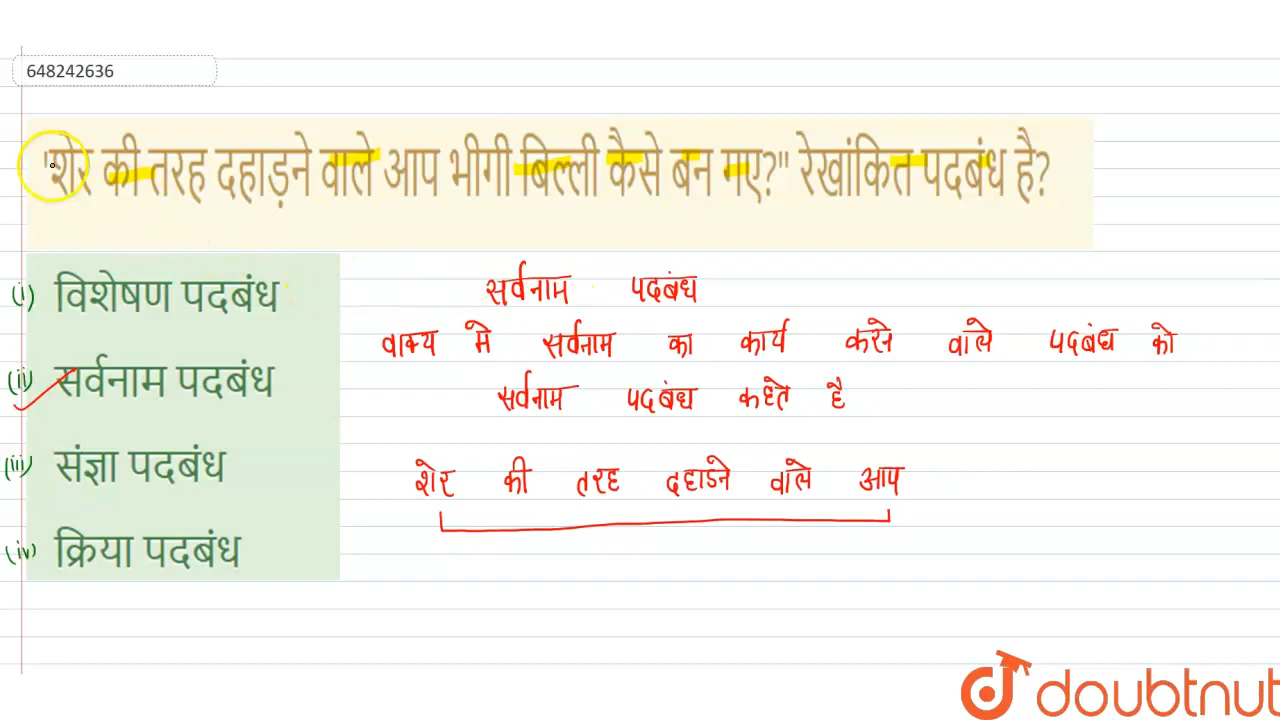 648242636
'शेर की तरह दहाड़ने वाले आप भीगी बिल्ली कैसे बन गए?" रेखांकित पदबंध है?
(i) विशेषण पदबंध
(ii) सर्वनाम पदबंध
(iii) संज्ञा पदबंध
(iv) क्रिया पदबंध
सर्वनाम पदबंध
वाक्य मे सर्वनाम का कार्य करने वाले पदबंध को
सर्वनाम पदबंध कहते है
शेर की तरह दहाडने वाले आप
doubtnut